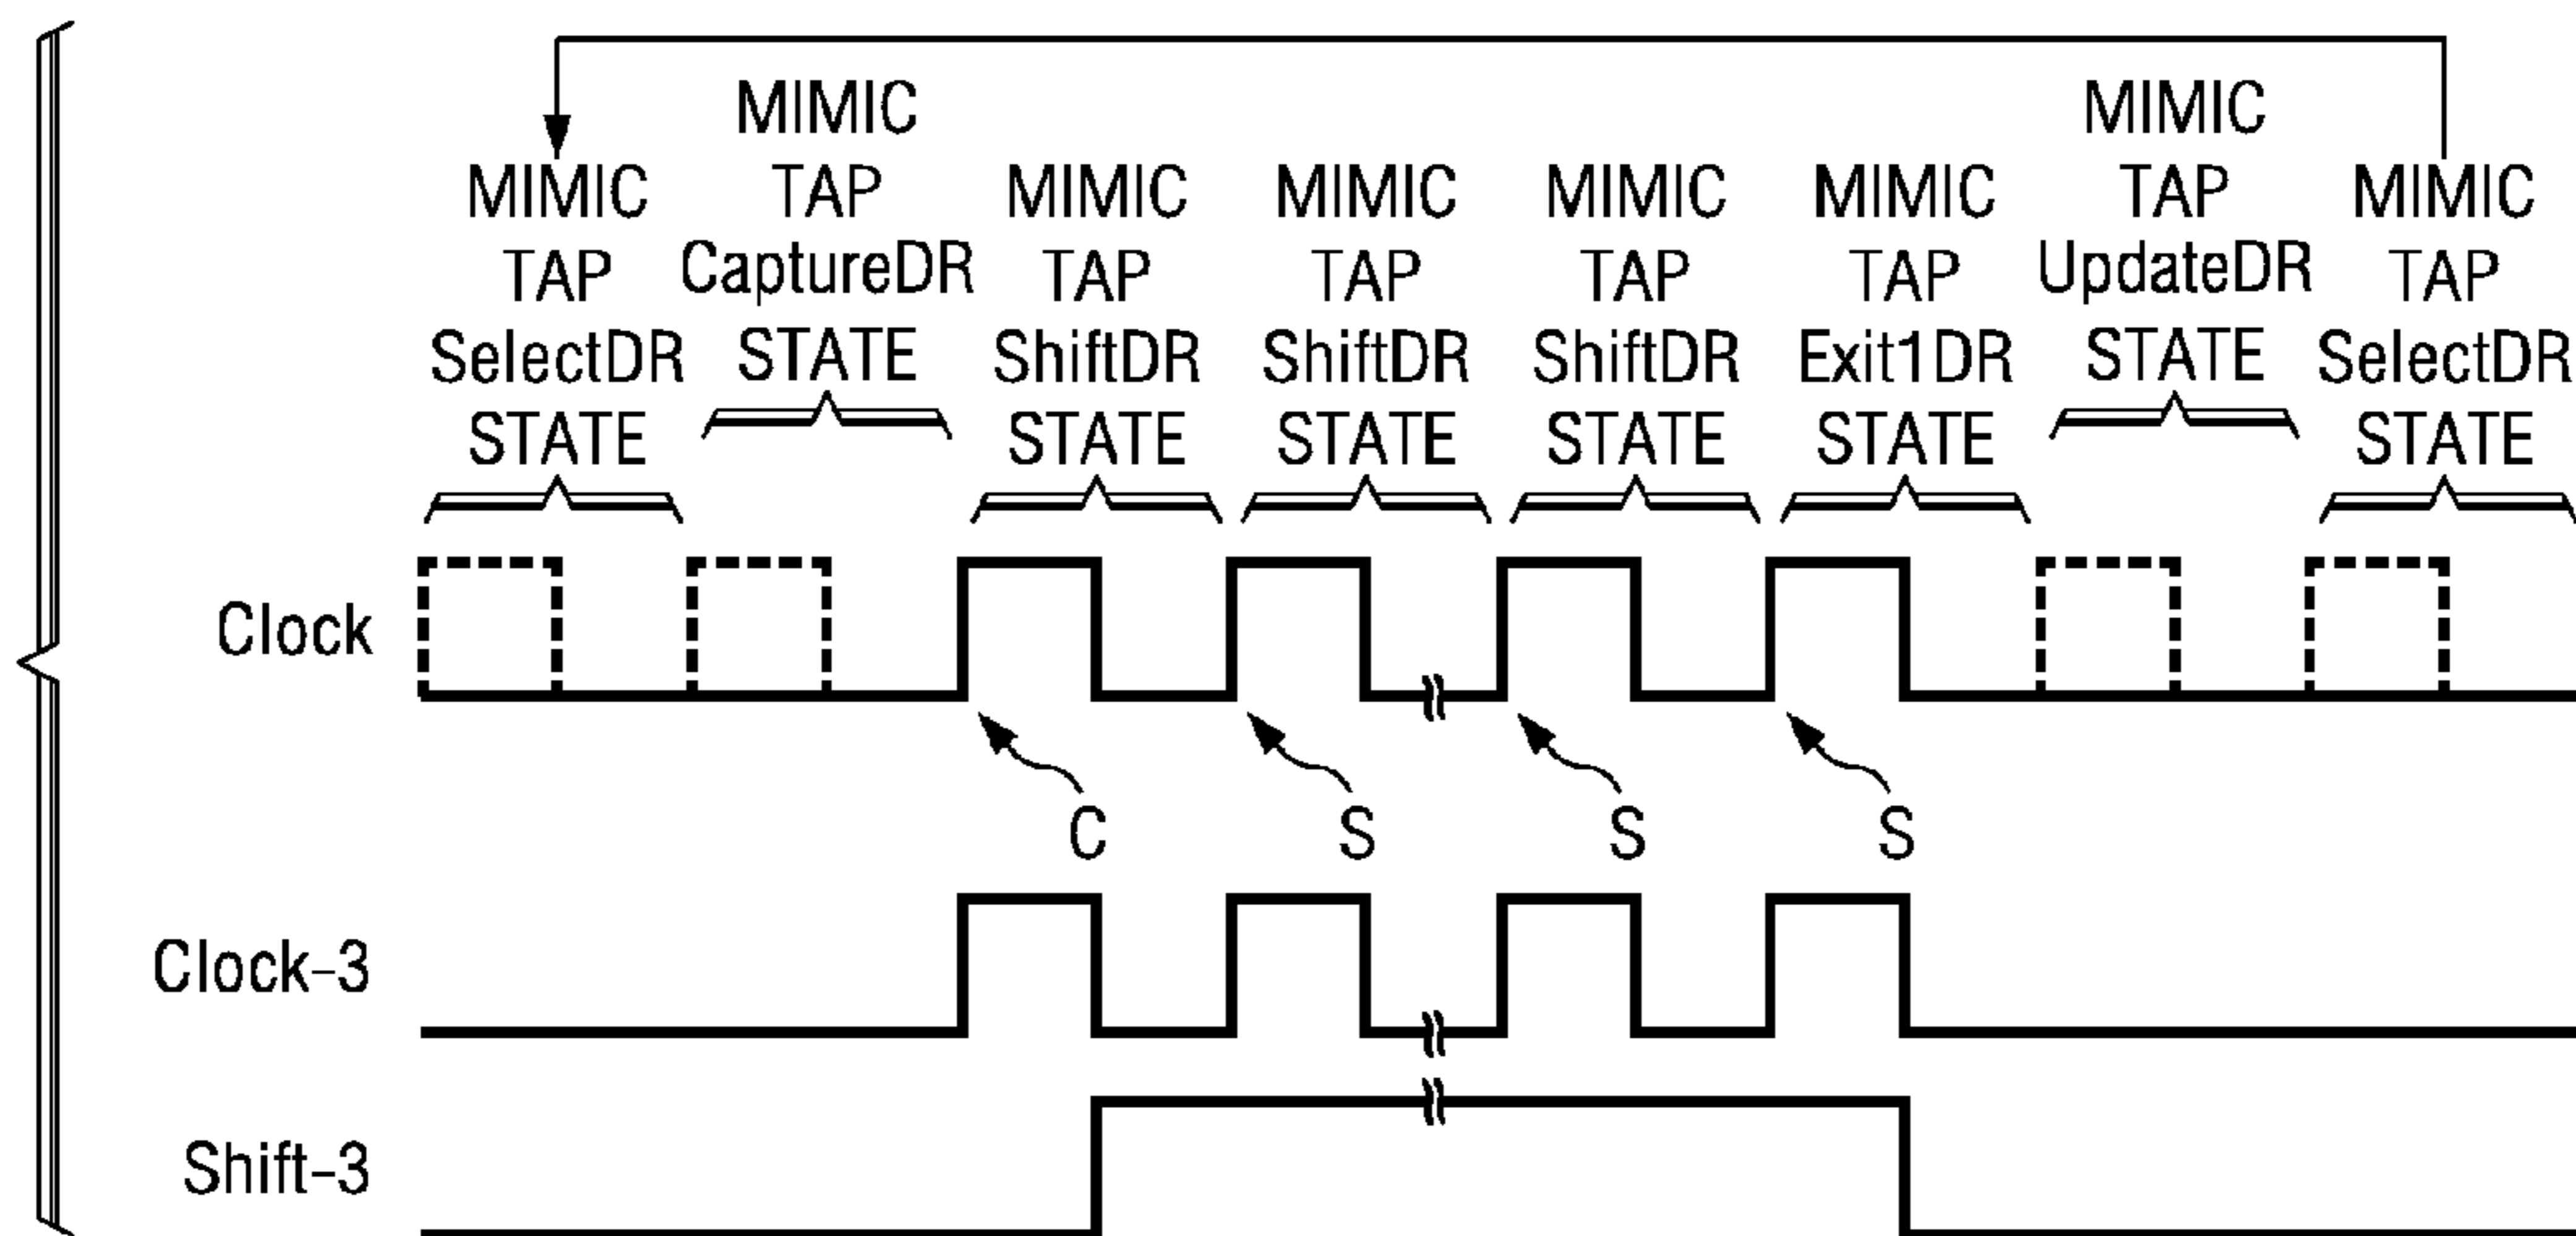 MIMIC
TAP
SelectDR
STATE
MIMIC
TAP
CaptureDR
STATE
MIMIC
TAP
ShiftDR
STATE
MIMIC
TAP
ShiftDR
STATE
MIMIC
TAP
ShiftDR
STATE
MIMIC
TAP
Exit1DR
STATE
MIMIC
TAP
UpdateDR
STATE
MIMIC
TAP
SelectDR
STATE
Clock
C
S
S
S
Clock-3
Shift-3